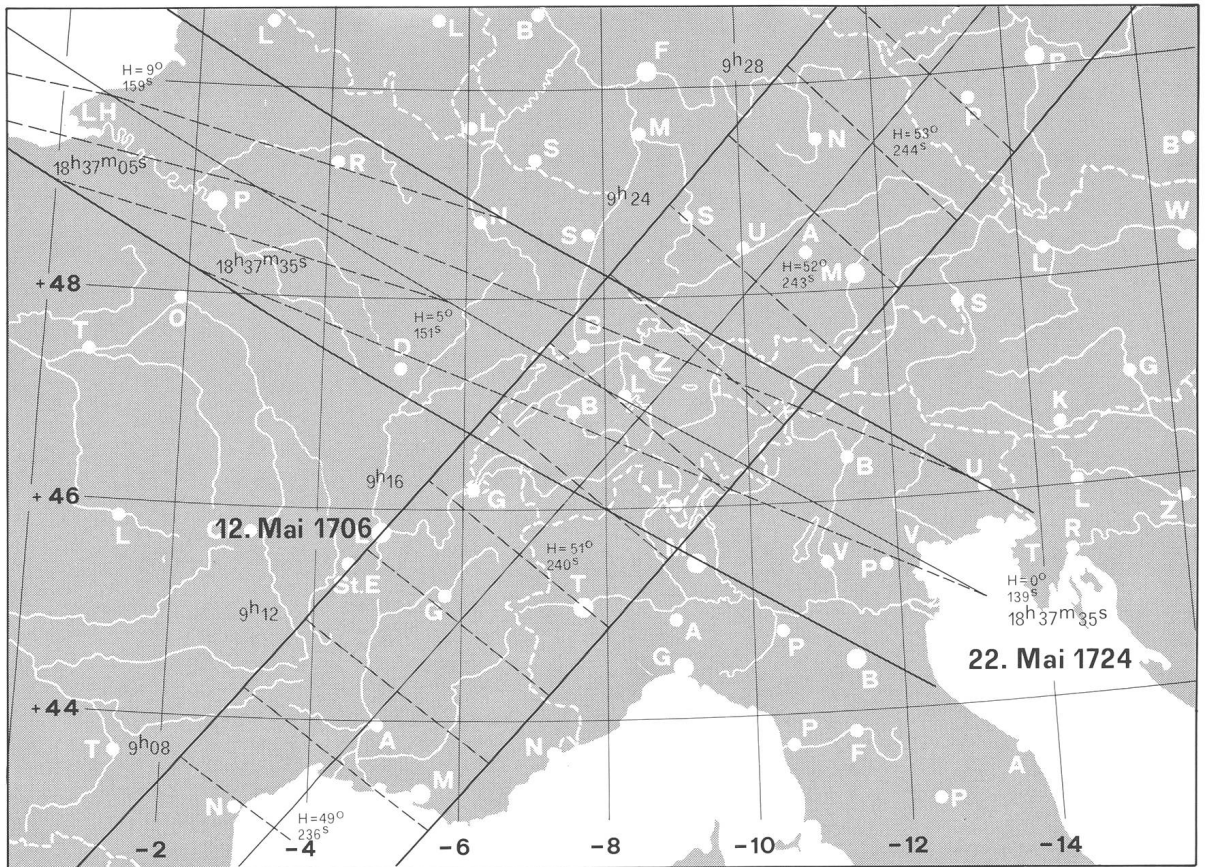 L
L
B
F
9h28
P
H=9°
159s
LH
L
M
N
P
H=53°
244s
B
18h37m05s
R
S
P
9h24
N
S
S
U
A
W
18h37m35s
H=52°
243s
M
L
+48
O
H=5°
151s
S
T
D
B
Z
I
G
L
B
K
9h16
B
U
+46
G
L
L
Z
12. Mai 1706
L
V
R
H=51°
240s
V
P
T
St.E
H=0°
139s
18h37m35s
9h12
G
T
A
P
22. Mai 1724
G
B
+44
9h08
T
A
N
P
F
A
M
N
P
H=49°
236s
-2
-4
-6
-8
-10
-12
-14